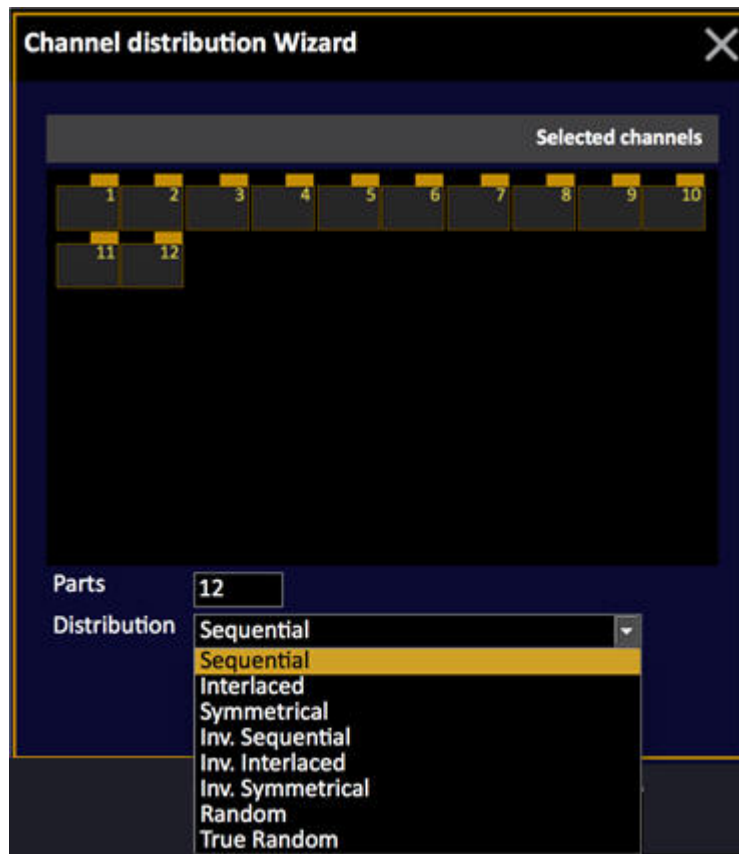 Channel distribution Wizard
Selected channels
1 2 3 4 5 6 7 8 9 10
11 12
Parts 12
Distribution Sequential
Sequential
Interlaced
Symmetrical
Inv. Sequential
Inv. Interlaced
Inv. Symmetrical
Random
True Random